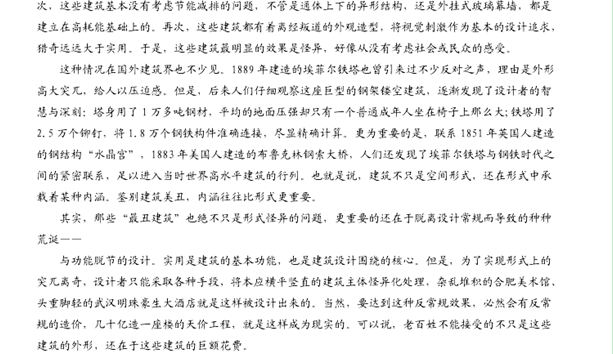 次，这些建筑基本没有考虑节能减排的问题，不管是通体上下的异形结构，还是外挂式玻璃幕墙，都是
建立在高耗能基础上的。再次，这些建筑都有着离经叛道的外观造型，将视觉刺激作为基本的设计追求，
猎奇远远大于实用。于是，这些建筑最明显的效果是怪异，好像从没有考虑社会或民众的感受。
这种情况在国外建筑界也不少见。1889 年建造的埃菲尔铁塔也曾引来过不少反对之声，理由是外形
高大突兀，给人以压迫感。但是，后来人们仔细观察这座巨型的钢架镂空建筑，逐渐发现了设计者的智
慧与深刻：塔身用了 1 万多吨钢材，平均的地面压强却只有一个普通成年人坐在椅子上那么大；铁塔用了
2.5 万个铆钉，将 1.8 万个钢铁构件准确连接，尽显精确计算。更为重要的是，联系 1851 年英国人建造
的钢结构“水晶宫”，1883 年美国人建造的布鲁克林钢索大桥，人们还发现了埃菲尔铁塔与钢铁时代之
间的紧密联系，足以进入当时世界高水平建筑的行列。也就是说，建筑不只是空间形式，还在形式中承
载着某种内涵。鉴别建筑美丑，内涵往往比形式更重要。
其实，那些“最丑建筑”也绝不只是形式怪异的问题，更重要的还在于脱离设计常规而导致的种种
荒诞——
与功能脱节的设计。实用是建筑的基本功能，也是建筑设计围绕的核心。但是，为了实现形式上的
突兀离奇，设计者只能采取各种手段，将本应横平竖直的建筑主体怪异化处理，杂乱堆积的合肥美术馆、
头重脚轻的武汉明珠豪生大酒店就是这样被设计出来的。当然，要达到这种反常规效果，必然会有反常
规的造价，几十亿造一座楼的天价工程，就是这样成为现实的。可以说，老百姓不能接受的不只是这些
建筑的外形，还在于这些建筑的巨额花费。